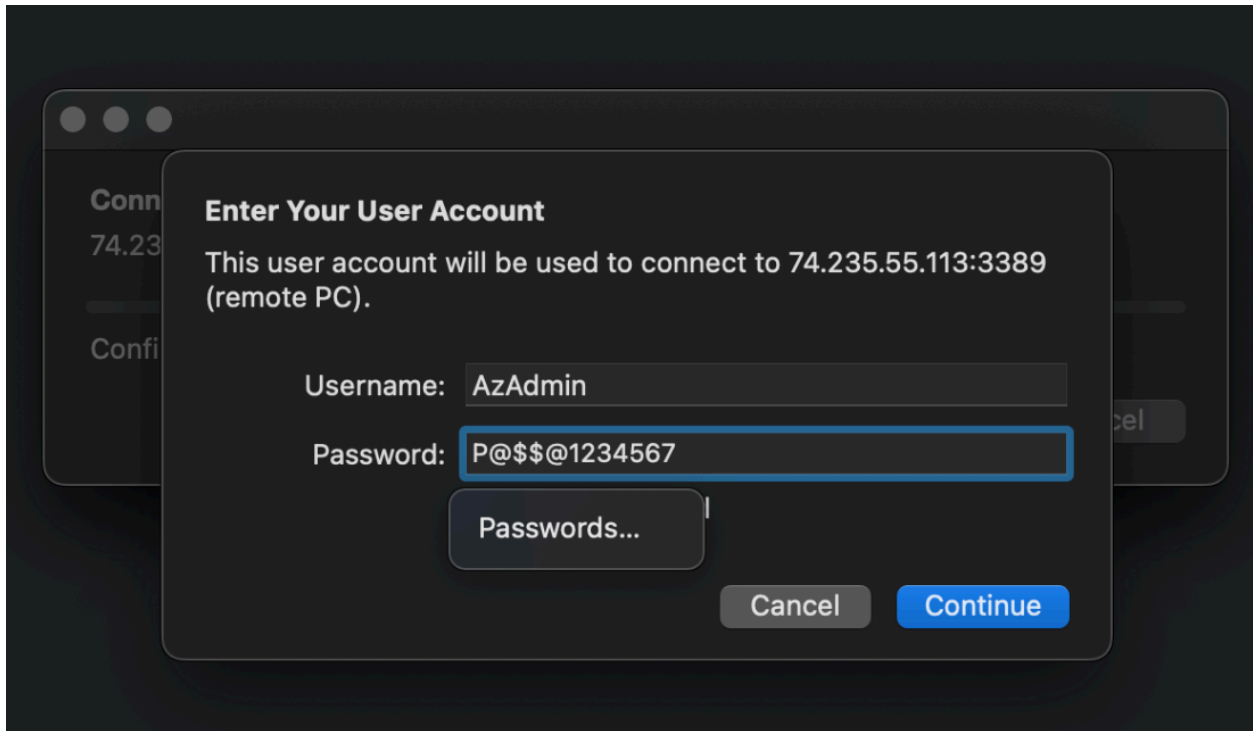 Conn
74.23
Confi
cel
Enter Your User Account
This user account will be used to connect to 74.235.55.113:3389
(remote PC).
Username: AzAdmin
Password: P@$$@1234567
Passwords...
Cancel Continue